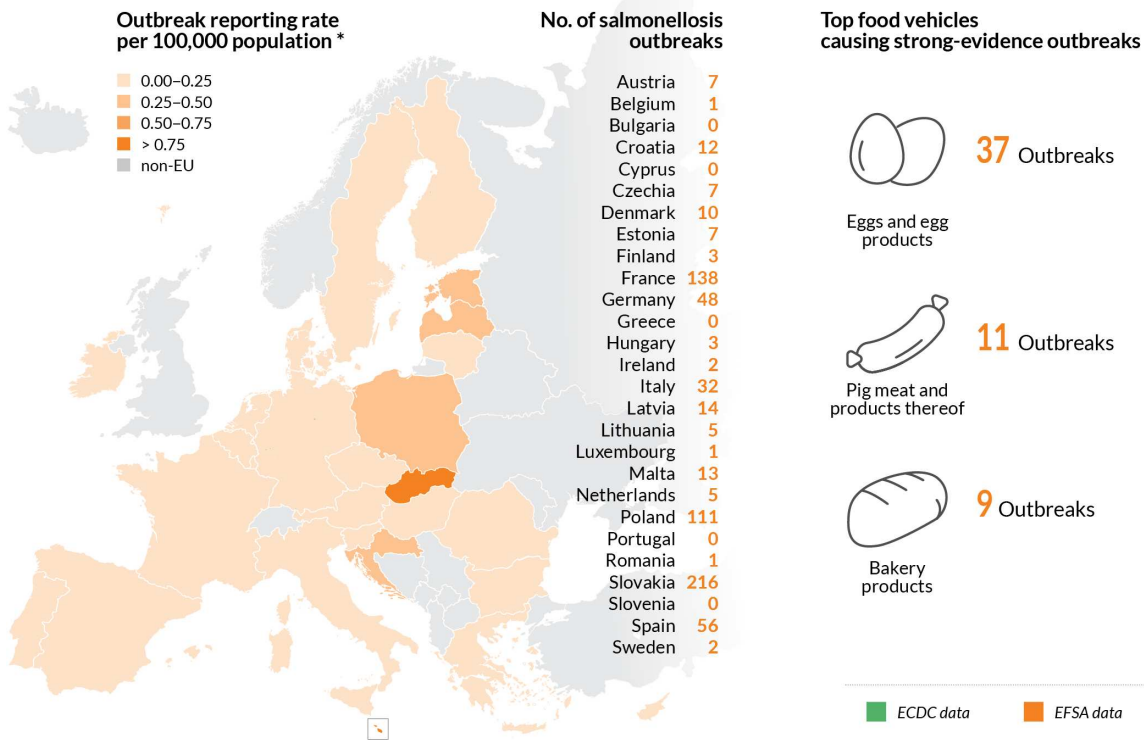 Outbreak reporting rate
per 100,000 population *
0.00–0.25
0.25–0.50
0.50–0.75
> 0.75
non-EU
No. of salmonellosis
outbreaks
Austria 7
Belgium 1
Bulgaria 0
Croatia 12
Cyprus 0
Czechia 7
Denmark 10
Estonia 7
Finland 3
France 138
Germany 48
Greece 0
Hungary 3
Ireland 2
Italy 32
Latvia 14
Lithuania 5
Luxembourg 1
Malta 13
Netherlands 5
Poland 111
Portugal 0
Romania 1
Slovakia 216
Slovenia 0
Spain 56
Sweden 2
Top food vehicles
causing strong-evidence outbreaks
37 Outbreaks
Eggs and egg
products
11 Outbreaks
Pig meat and
products thereof
9 Outbreaks
Bakery
products
ECDC data
EFSA data